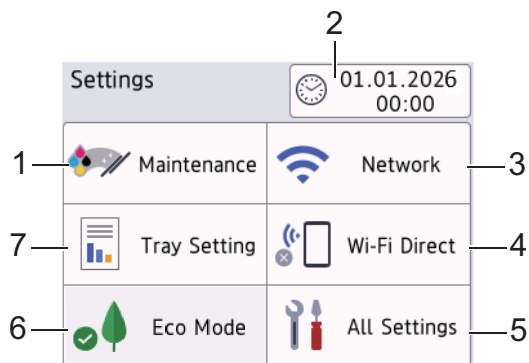 2
Settings
01.01.2026
00:00
1
Maintenance
Network
3
7
Tray Setting
Wi-Fi Direct
4
6
Eco Mode
All Settings
5